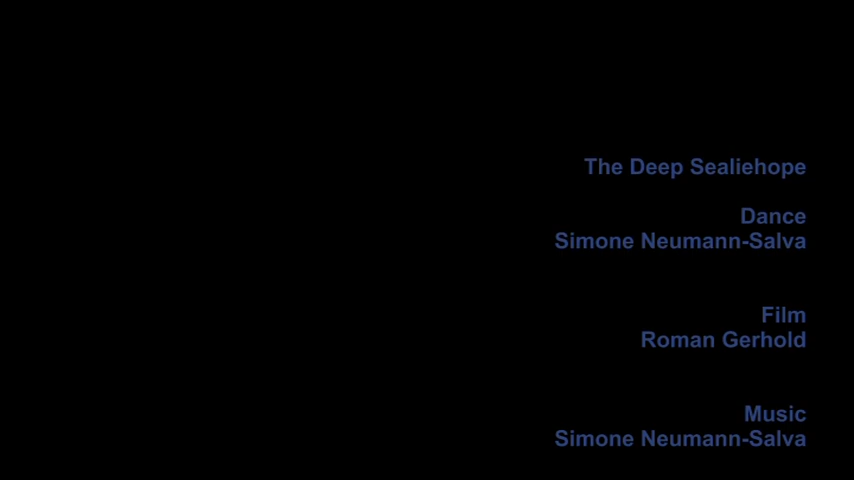 The Deep Sealiehope
Dance
Simone Neumann-Salva
Film
Roman Gerhold
Music
Simone Neumann-Salva